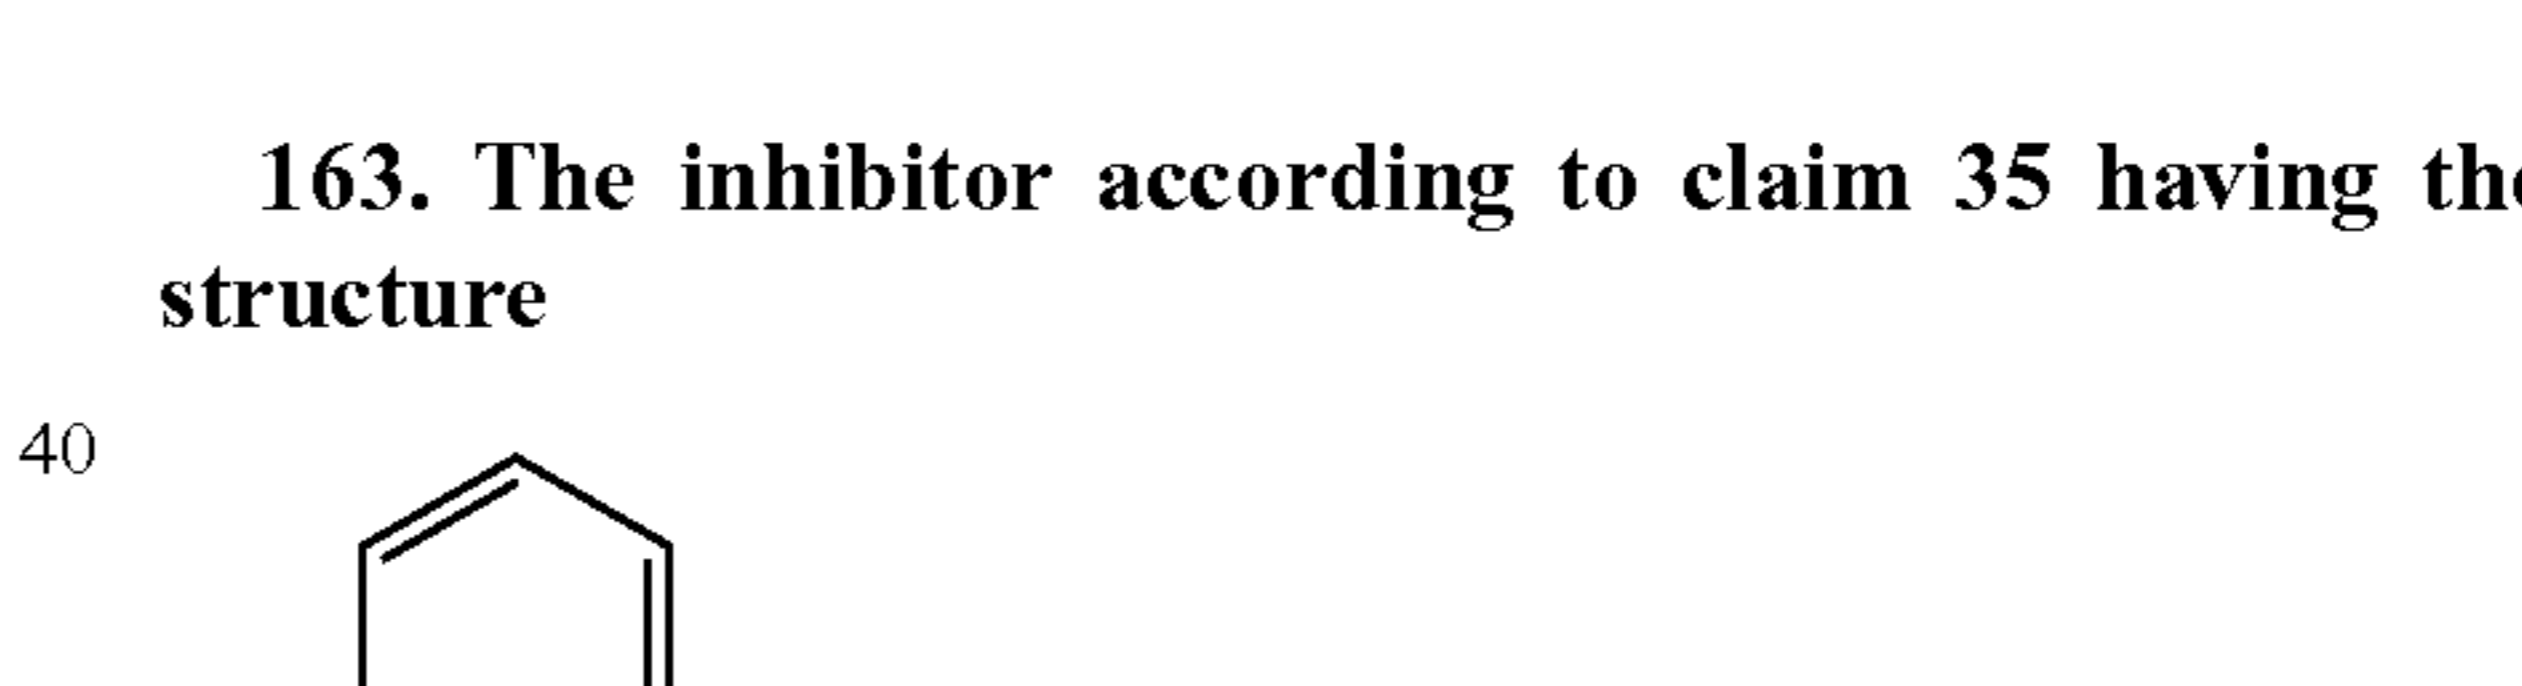 163. The inhibitor according to claim 35 having the
structure
40